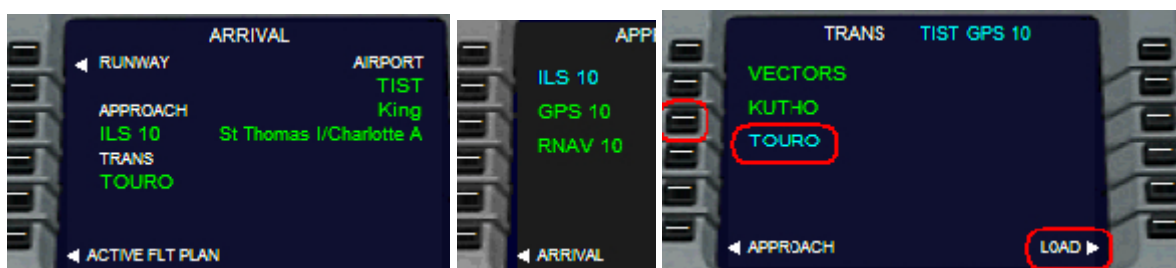 ARRIVAL
RUNWAY AIRPORT
TIST
APPROACH King
ILS 10 St Thomas I/Charlotte A
TRANS
TOURO
ACTIVE FLT PLAN
APP
ILS 10
GPS 10
RNAV 10
ARRIVAL
TRANS TIST GPS 10
VECTORS
KUTHO
TOURO
APPROACH LOAD